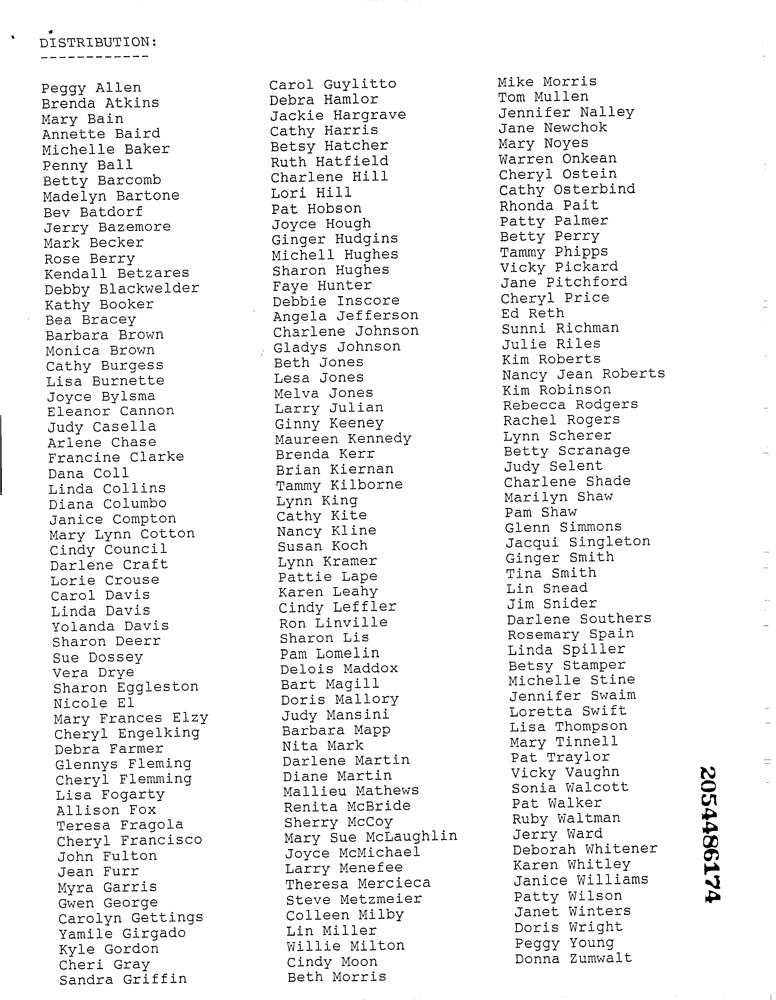 DISTRIBUTION:
------------
Peggy Allen
Brenda Atkins
Mary Bain
Annette Baird
Michelle Baker
Penny Ball
Betty Barcomb
Madelyn Bartone
Bev Batdorf
Jerry Bazemore
Mark Becker
Rose Berry
Kendall Betzares
Debby Blackwelder
Kathy Booker
Bea Bracey
Barbara Brown
Monica Brown
Cathy Burgess
Lisa Burnette
Joyce Bylsma
Eleanor Cannon
Judy Casella
Arlene Chase
Francine Clarke
Dana Coll
Linda Collins
Diana Columbo
Janice Compton
Mary Lynn Cotton
Cindy Council
Darlene Craft
Lorie Crouse
Carol Davis
Linda Davis
Yolanda Davis
Sharon Deerr
Sue Dossey
Vera Drye
Sharon Eggleston
Nicole El
Mary Frances Elzy
Cheryl Engelking
Debra Farmer
Glennys Fleming
Cheryl Flemming
Lisa Fogarty
Allison Fox
Teresa Fragola
Cheryl Francisco
John Fulton
Jean Furr
Myra Garris
Gwen George
Carolyn Gettings
Yamile Girgado
Kyle Gordon
Cheri Gray
Sandra Griffin
Carol Guylitto
Debra Hamlor
Jackie Hargrave
Cathy Harris
Betsy Hatcher
Ruth Hatfield
Charlene Hill
Lori Hill
Pat Hobson
Joyce Hough
Ginger Hudgins
Michell Hughes
Sharon Hughes
Faye Hunter
Debbie Inscore
Angela Jefferson
Charlene Johnson
Gladys Johnson
Beth Jones
Lesa Jones
Melva Jones
Larry Julian
Ginny Keeney
Maureen Kennedy
Brenda Kerr
Brian Kiernan
Tammy Kilborne
Lynn King
Cathy Kite
Nancy Kline
Susan Koch
Lynn Kramer
Pattie Lape
Karen Leahy
Cindy Leffler
Ron Linville
Sharon Lis
Pam Lomelin
Delois Maddox
Bart Magill
Doris Mallory
Judy Mansini
Barbara Mapp
Nita Mark
Darlene Martin
Diane Martin
Mallieu Mathews
Renita McBride
Sherry McCoy
Mary Sue McLaughlin
Joyce McMichael
Larry Menefee
Theresa Mercieca
Steve Metzmeier
Colleen Milby
Lin Miller
Willie Milton
Cindy Moon
Beth Morris
Mike Morris
Tom Mullen
Jennifer Nalley
Jane Newchok
Mary Noyes
Warren Onkean
Cheryl Ostein
Cathy Osterbind
Rhonda Pait
Patty Palmer
Betty Perry
Tammy Phipps
Vicky Pickard
Jane Pitchford
Cheryl Price
Ed Reth
Sunni Richman
Julie Riles
Kim Roberts
Nancy Jean Roberts
Kim Robinson
Rebecca Rodgers
Rachel Rogers
Lynn Scherer
Betty Scranage
Judy Selent
Charlene Shade
Marilyn Shaw
Pam Shaw
Glenn Simmons
Jacqui Singleton
Ginger Smith
Tina Smith
Lin Snead
Jim Snider
Darlene Southers
Rosemary Spain
Linda Spiller
Betsy Stamper
Michelle Stine
Jennifer Swaim
Loretta Swift
Lisa Thompson
Mary Tinnell
Pat Traylor
Vicky Vaughn
Sonia Walcott
Pat Walker
Ruby Waltman
Jerry Ward
Deborah Whitener
Karen Whitley
Janice Williams
Patty Wilson
Janet Winters
Doris Wright
Peggy Young
Donna Zumwalt
2054486174